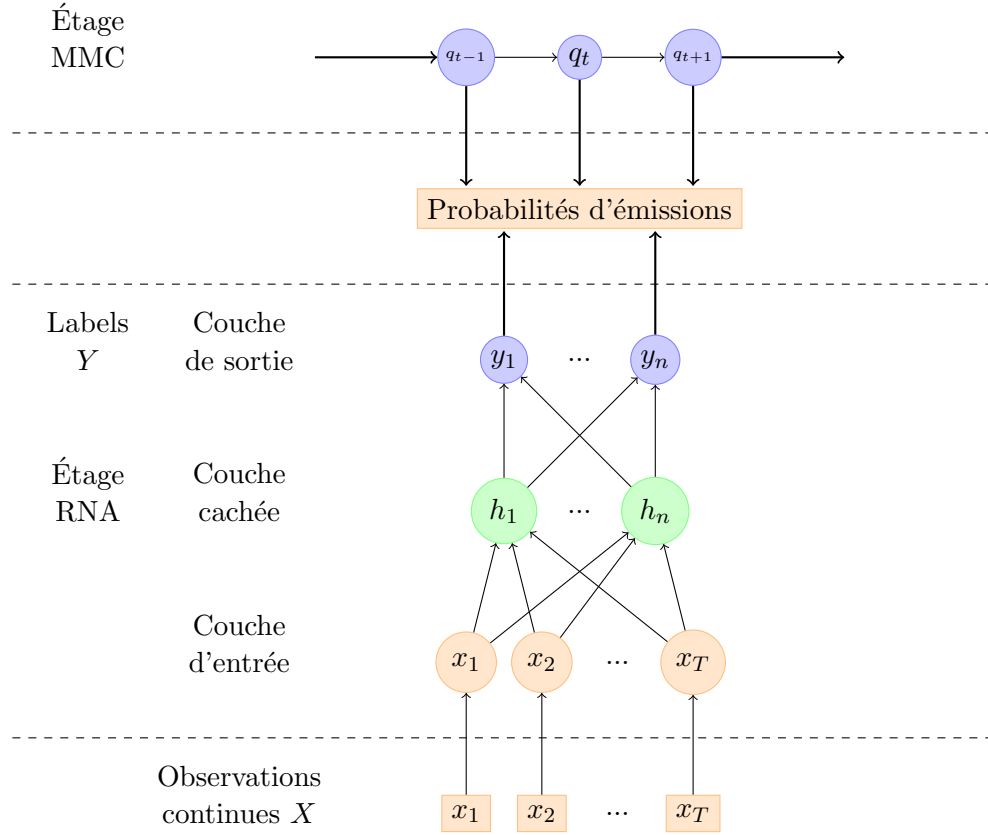 Étage
MMC
q_{t−1} q_t q_{t+1}
Probabilités d'émissions
Labels
Y
Couche
de sortie
y_1 ... y_n
Étage
RNA
Couche
cachée
h_1 ... h_n
Couche
d'entrée
x_1 x_2 ... x_T
Observations
continues X
x_1 x_2 ... x_T